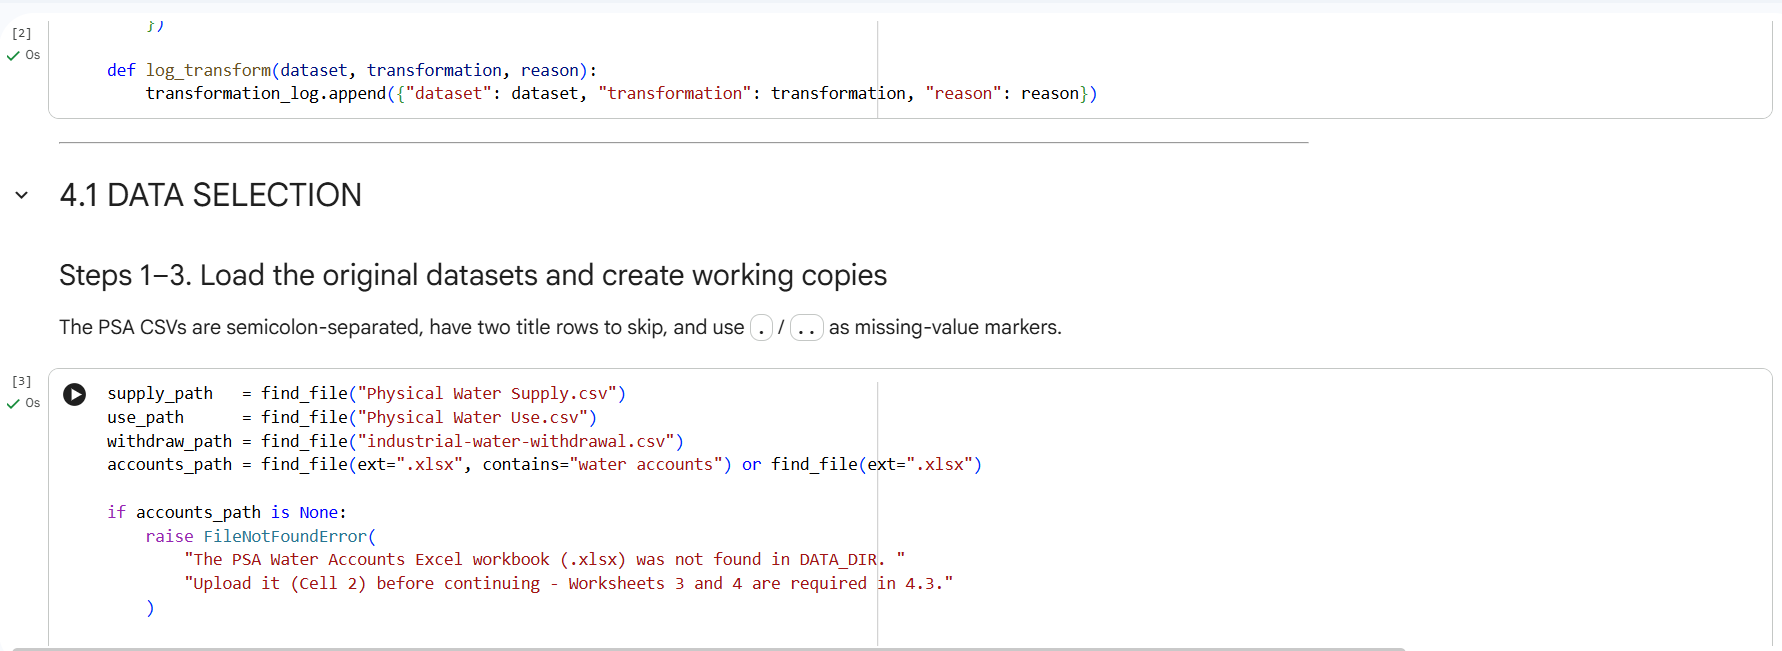 [2]
})
0s
def log_transform(dataset, transformation, reason):
transformation_log.append({"dataset": dataset, "transformation": transformation, "reason": reason})
4.1 DATA SELECTION
Steps 1–3. Load the original datasets and create working copies
The PSA CSVs are semicolon-separated, have two title rows to skip, and use . / .. as missing-value markers.
[3]
0s
supply_path   = find_file("Physical Water Supply.csv")
use_path      = find_file("Physical Water Use.csv")
withdraw_path = find_file("industrial-water-withdrawal.csv")
accounts_path = find_file(ext=".xlsx", contains="water accounts") or find_file(ext=".xlsx")
if accounts_path is None:
raise FileNotFoundError(
"The PSA Water Accounts Excel workbook (.xlsx) was not found in DATA_DIR. "
"Upload it (Cell 2) before continuing - Worksheets 3 and 4 are required in 4.3."
)